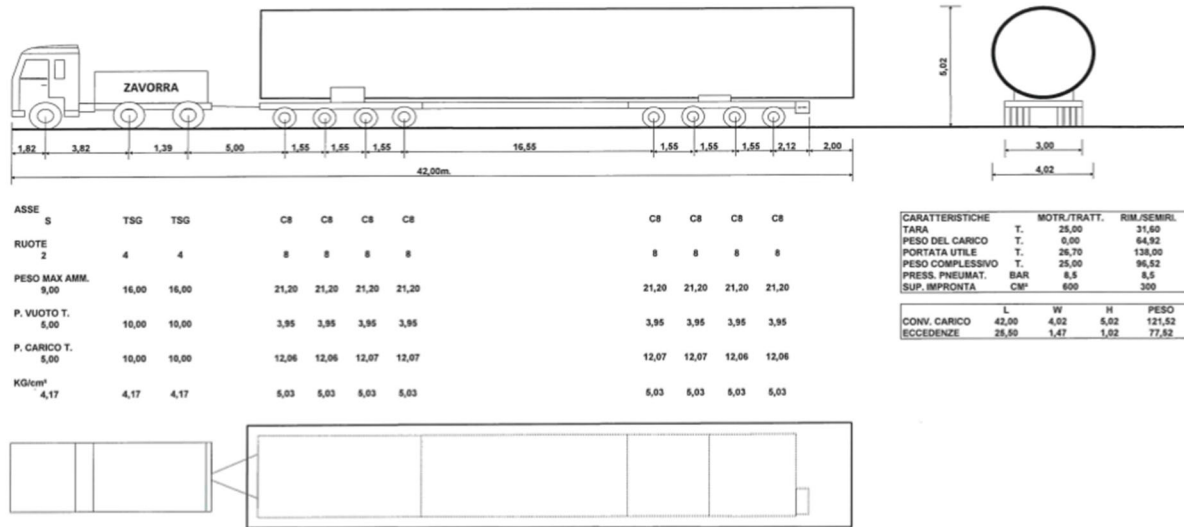 ZAVORRA
5,02
1,82 3,82 1,39 5,00 1,55 1,55 1,55 16,55 1,55 1,55 1,55 2,12 2,00
3,00
42,00m.
4,02
ASSE
S TSG TSG C8 C8 C8 C8 C8 C8 C8 C8
RUOTE
2 4 4 8 8 8 8 8 8 8 8
PESO MAX AMM.
9,00 16,00 16,00 21,20 21,20 21,20 21,20 21,20 21,20 21,20 21,20
P. VUOTO T.
5,00 10,00 10,00 3,95 3,95 3,95 3,95 3,95 3,95 3,95 3,95
P. CARICO T.
5,00 10,00 10,00 12,06 12,06 12,07 12,07 12,07 12,07 12,06 12,06
KG/cm²
4,17 4,17 4,17 5,03 5,03 5,03 5,03 5,03 5,03 5,03 5,03
CARATTERISTICHE MOTR./TRATT. RIM./SEMIRI.
TARA T. 25,00 31,60
PESO DEL CARICO T. 0,00 64,92
PORTATA UTILE T. 26,70 138,00
PESO COMPLESSIVO T. 25,00 96,52
PRESS. PNEUMAT. BAR 8,5 8,5
SUP. IMPRONTA CM² 600 300
L W H PESO
CONV. CARICO 42,00 4,02 5,02 121,52
ECCEDENZE 25,50 1,47 1,02 77,52